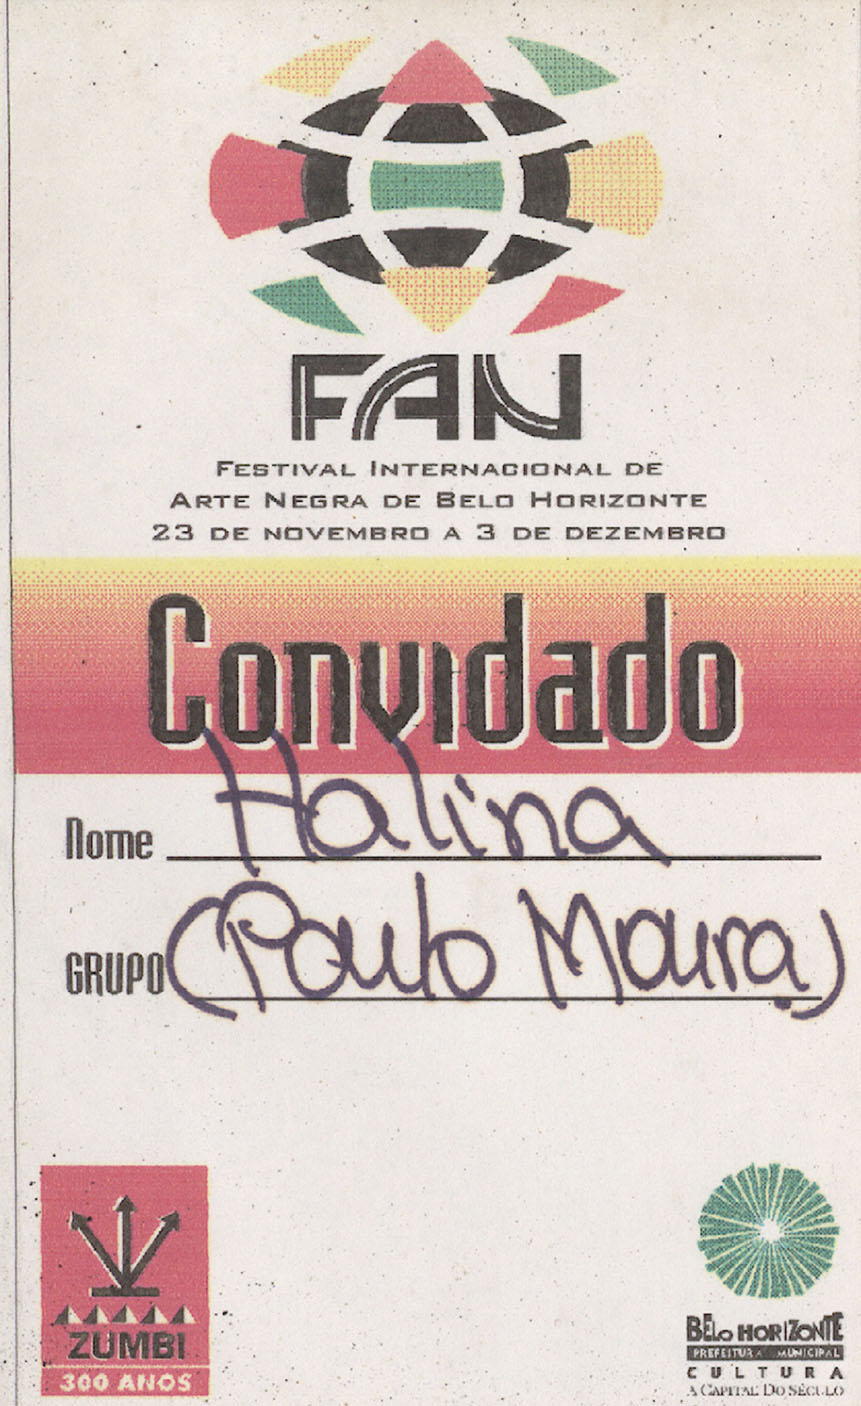 FAN
FESTIVAL INTERNACIONAL DE
ARTE NEGRA DE BELO HORIZONTE
23 DE NOVEMBRO A 3 DE DEZEMBRO
Convidado
Nome Halina
GRUPO (Paulo Moura)
ZUMBI
300 ANOS
BELO HORIZONTE
PREFEITURA MUNICIPAL
CULTURA
A CAPITAL DO SÉCULO